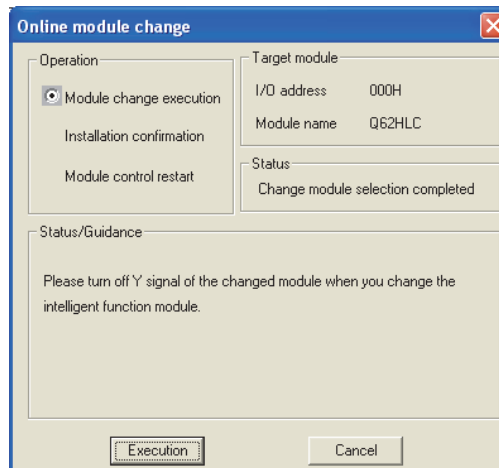 Online module change
Operation
Module change execution
Installation confirmation
Module control restart
Target module
I/O address 000H
Module name Q62HLC
Status
Change module selection completed
Status/Guidance
Please turn off Y signal of the changed module when you change the
intelligent function module.
Execution Cancel